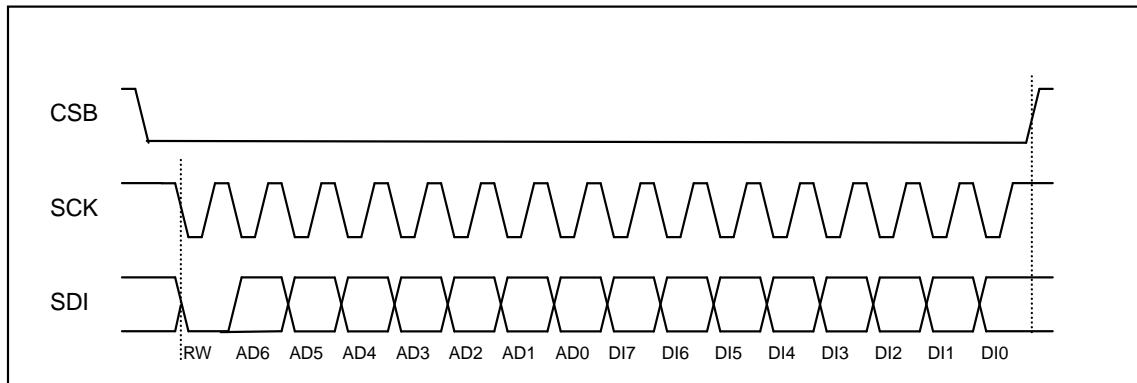 CSB
SCK
SDI
RW AD6 AD5 AD4 AD3 AD2 AD1 AD0 DI7 DI6 DI5 DI4 DI3 DI2 DI1 DI0